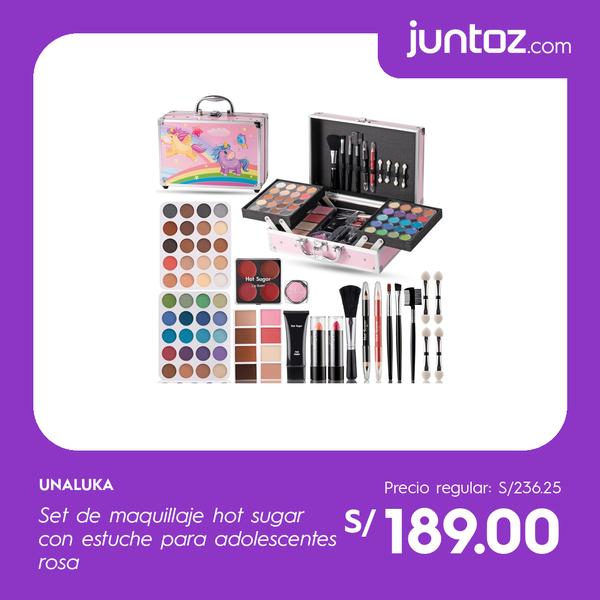 juntoz.com
Hot Sugar
Hot Sugar
UNALUKA
Precio regular: S/236.25
Set de maquillaje hot sugar
con estuche para adolescentes
rosa
S/189.00